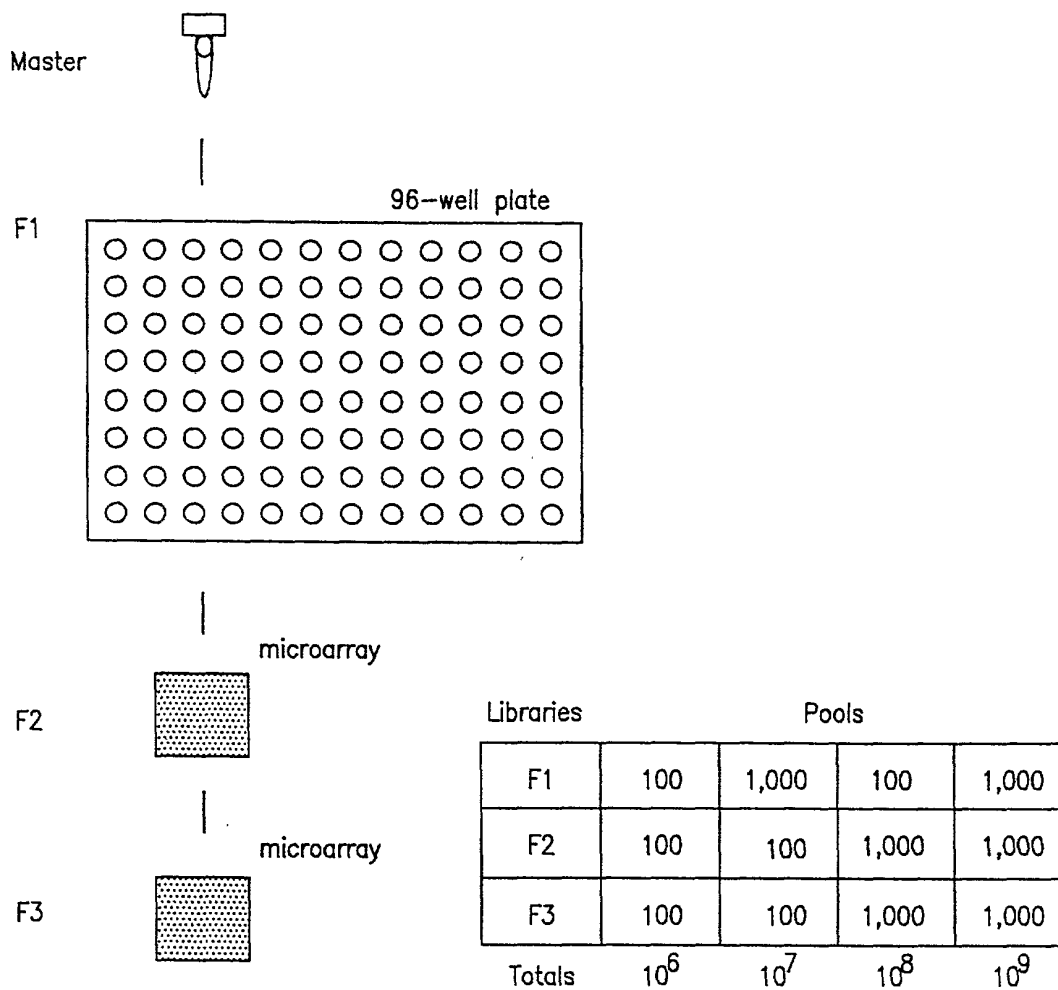 Master
96-well plate
F1
microarray
F2
microarray
F3
Libraries Pools
F1 100 1,000 100 1,000
F2 100 100 1,000 1,000
F3 100 100 1,000 1,000
Totals 10^6 10^7 10^8 10^9